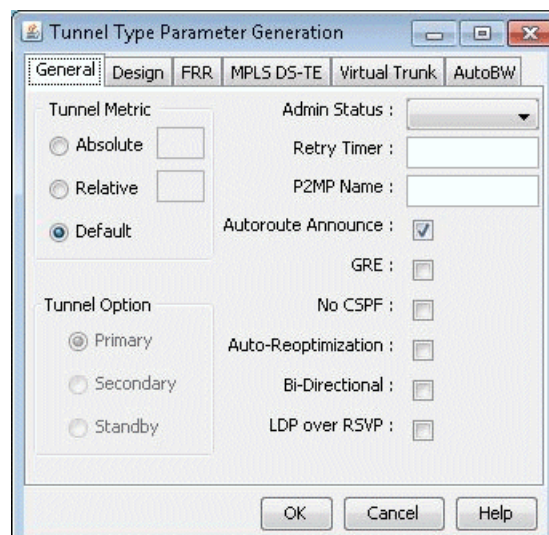 Tunnel Type Parameter Generation
General Design FRR MPLS DS-TE Virtual Trunk AutoBW
Tunnel Metric
Absolute
Relative
Default
Tunnel Option
Primary
Secondary
Standby
Admin Status :
Retry Timer :
P2MP Name :
Autoroute Announce :
GRE :
No CSPF :
Auto-Reoptimization :
Bi-Directional :
LDP over RSVP :
OK Cancel Help